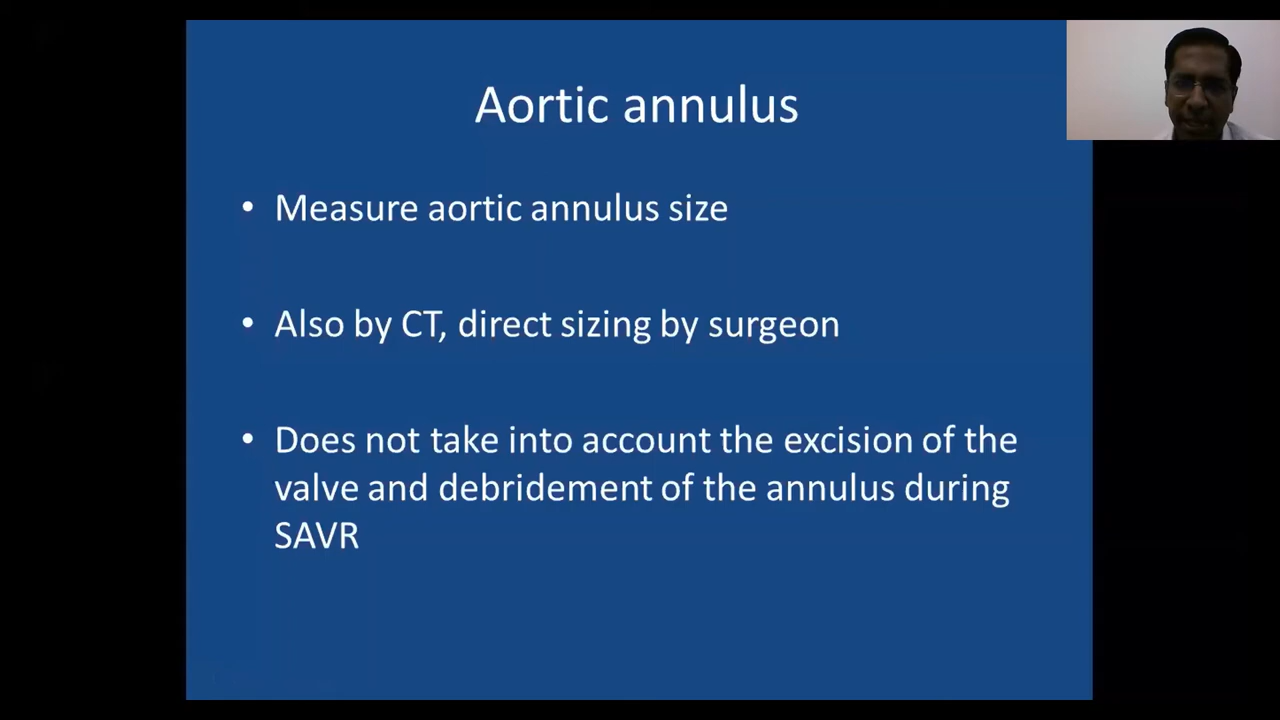 Aortic annulus
• Measure aortic annulus size
• Also by CT, direct sizing by surgeon
• Does not take into account the excision of the
valve and debridement of the annulus during
SAVR